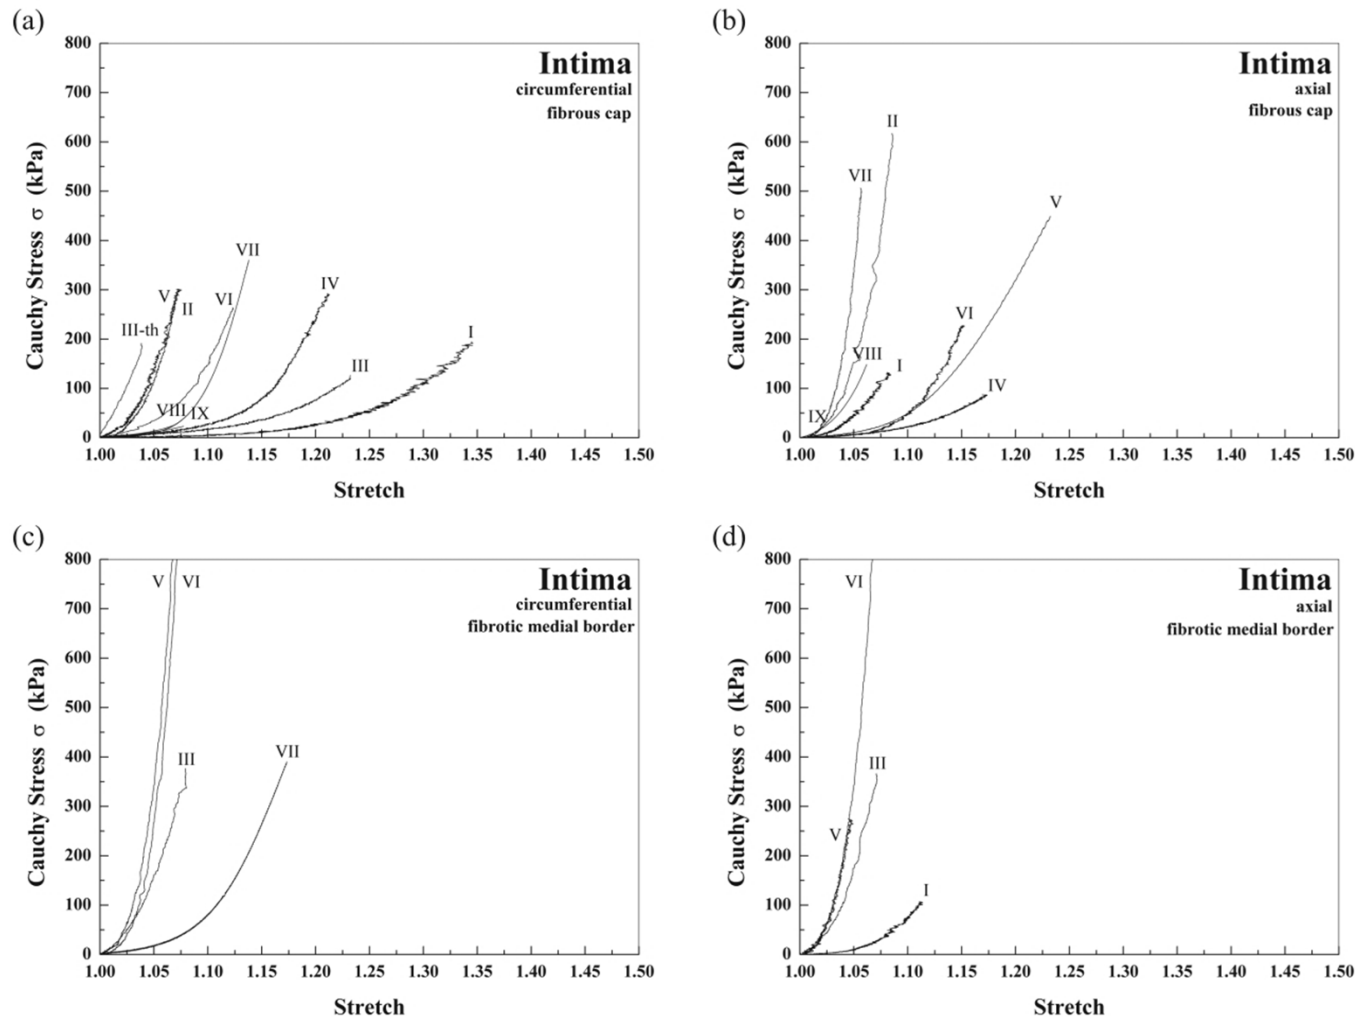 (a)
800
700
600
500
400
300
200
100
0
Cauchy Stress σ (kPa)
Intima
circumferential
fibrous cap
VII
V
II
VI
IV
III-th
I
III
VIII
IX
1.00 1.05 1.10 1.15 1.20 1.25 1.30 1.35 1.40 1.45 1.50
Stretch
(b)
800
700
600
500
400
300
200
100
0
Cauchy Stress σ (kPa)
Intima
axial
fibrous cap
II
VII
V
VI
VIII
I
IV
IX
1.00 1.05 1.10 1.15 1.20 1.25 1.30 1.35 1.40 1.45 1.50
Stretch
(c)
800
700
600
500
400
300
200
100
0
Cauchy Stress σ (kPa)
Intima
circumferential
fibrotic medial border
V VI
III
VII
1.00 1.05 1.10 1.15 1.20 1.25 1.30 1.35 1.40 1.45 1.50
Stretch
(d)
800
700
600
500
400
300
200
100
0
Cauchy Stress σ (kPa)
Intima
axial
fibrotic medial border
VI
III
V
I
1.00 1.05 1.10 1.15 1.20 1.25 1.30 1.35 1.40 1.45 1.50
Stretch